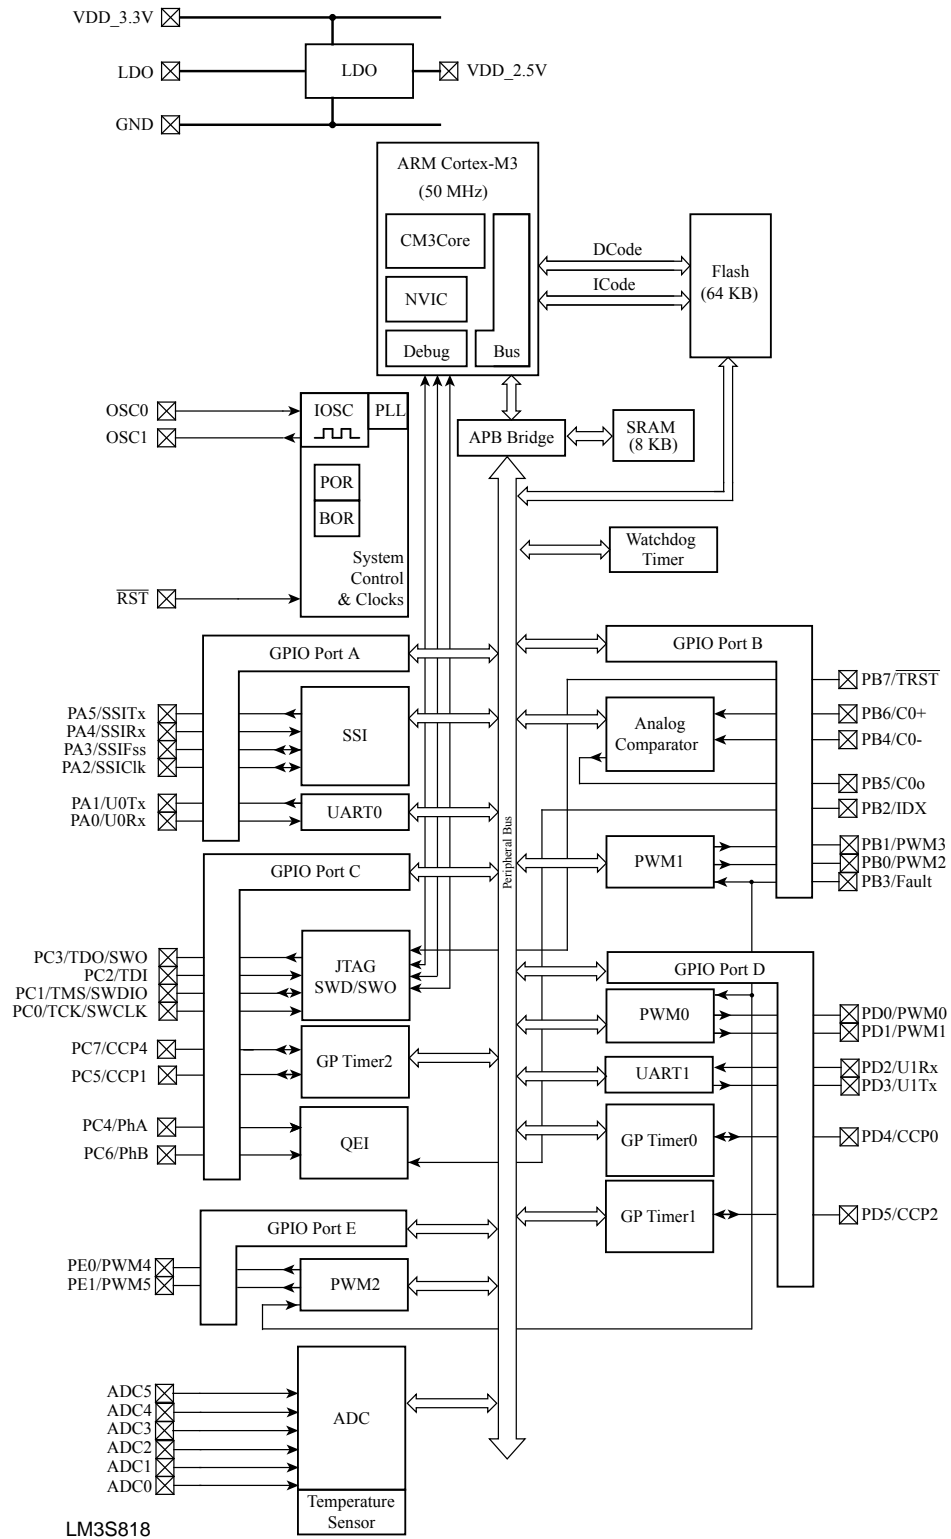 VDD_3.3V
LDO
LDO
VDD_2.5V
GND
ARM Cortex-M3
(50 MHz)
CM3Core
NVIC
Debug
Bus
DCode
ICode
Flash
(64 KB)
OSC0
OSC1
IOSC
PLL
POR
BOR
System
Control
& Clocks
RST
APB Bridge
SRAM
(8 KB)
Watchdog
Timer
Peripheral Bus
GPIO Port A
PA5/SSITx
PA4/SSIRx
PA3/SSIFss
PA2/SSIClk
SSI
PA1/U0Tx
PA0/U0Rx
UART0
GPIO Port B
PB7/TRST
PB6/C0+
PB4/C0-
Analog
Comparator
PB5/C0o
PB2/IDX
PWM1
PB1/PWM3
PB0/PWM2
PB3/Fault
GPIO Port C
PC3/TDO/SWO
PC2/TDI
PC1/TMS/SWDIO
PC0/TCK/SWCLK
JTAG
SWD/SWO
PC7/CCP4
PC5/CCP1
GP Timer2
PC4/PhA
PC6/PhB
QEI
GPIO Port D
PWM0
PD0/PWM0
PD1/PWM1
UART1
PD2/U1Rx
PD3/U1Tx
GP Timer0
PD4/CCP0
GP Timer1
PD5/CCP2
GPIO Port E
PE0/PWM4
PE1/PWM5
PWM2
ADC5
ADC4
ADC3
ADC2
ADC1
ADC0
ADC
Temperature
Sensor
LM3S818